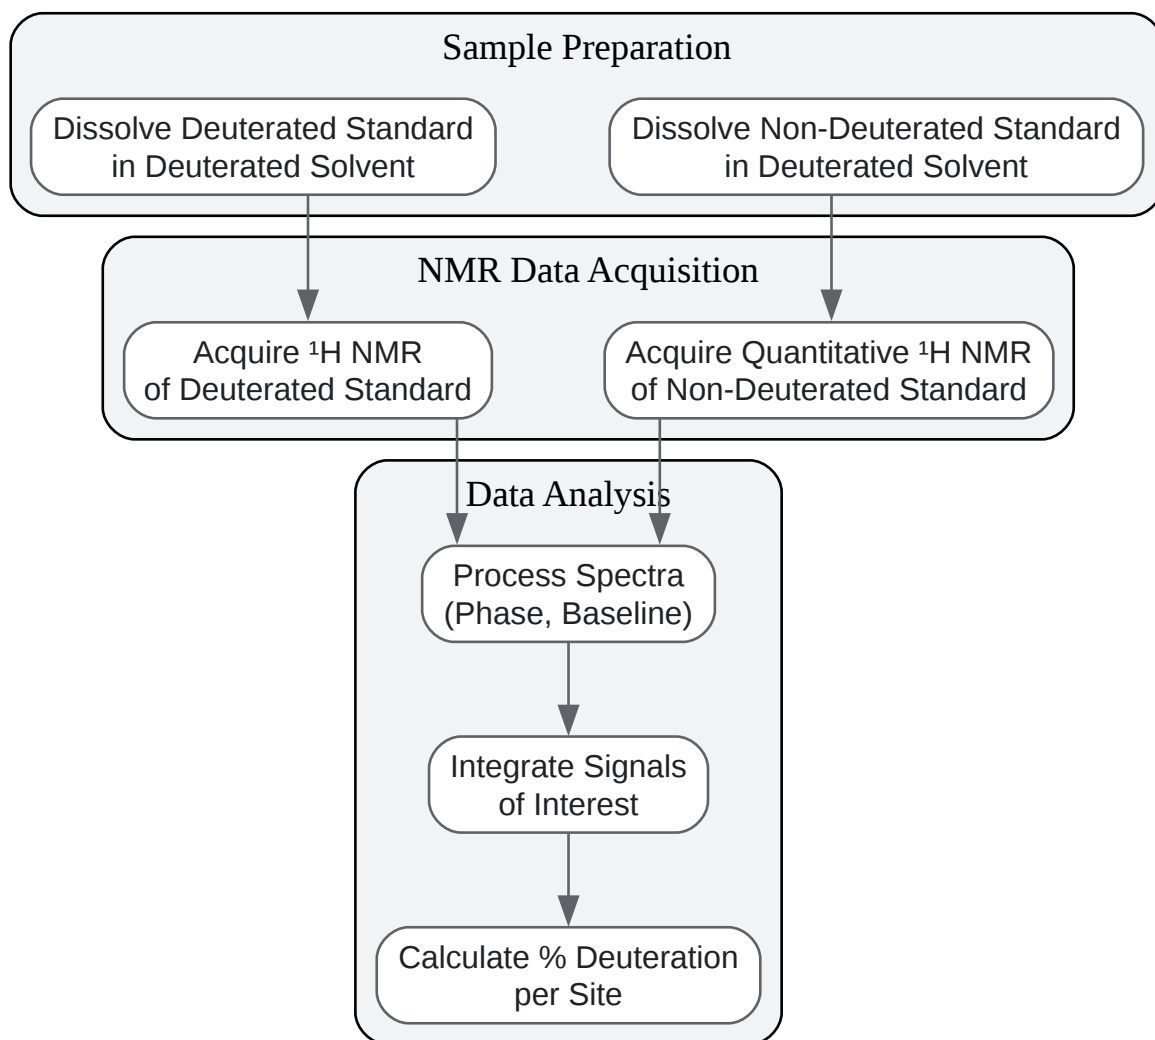 Sample Preparation
Dissolve Deuterated Standard
in Deuterated Solvent
Dissolve Non-Deuterated Standard
in Deuterated Solvent
NMR Data Acquisition
Acquire ¹H NMR
of Deuterated Standard
Acquire Quantitative ¹H NMR
of Non-Deuterated Standard
Data Analysis
Process Spectra
(Phase, Baseline)
Integrate Signals
of Interest
Calculate % Deuteration
per Site